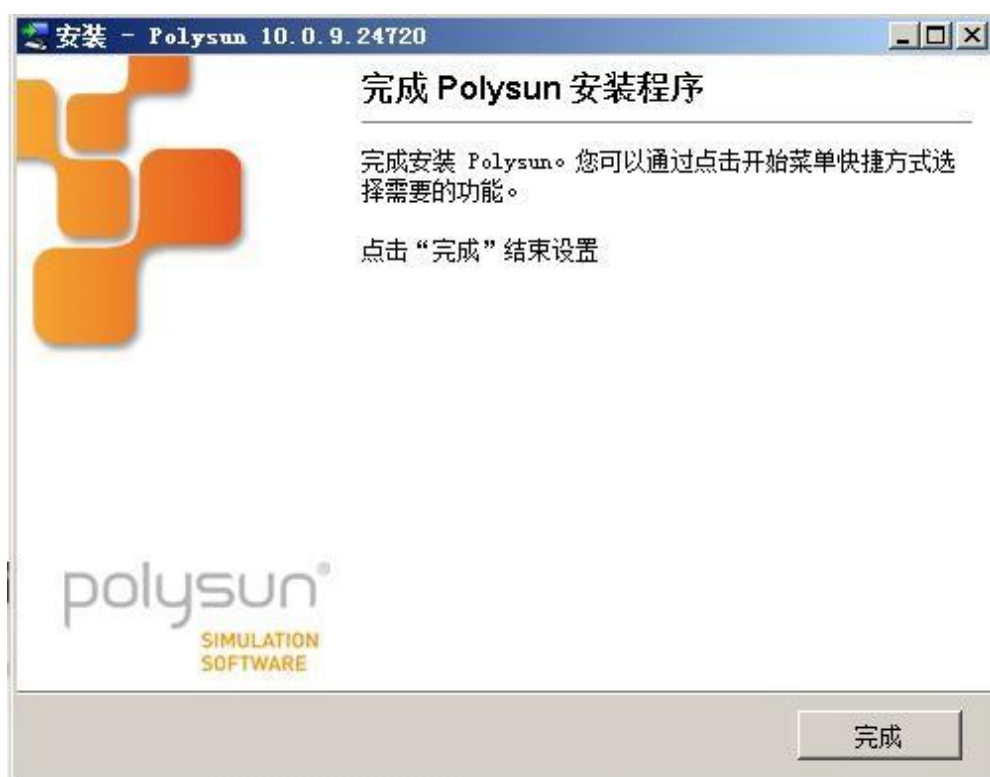 安装 - Polysun 10.0.9.24720
完成 Polysun 安装程序
完成安装 Polysun。您可以通过点击开始菜单快捷方式选
择需要的功能。
点击“完成”结束设置
polysun®
SIMULATION
SOFTWARE
完成